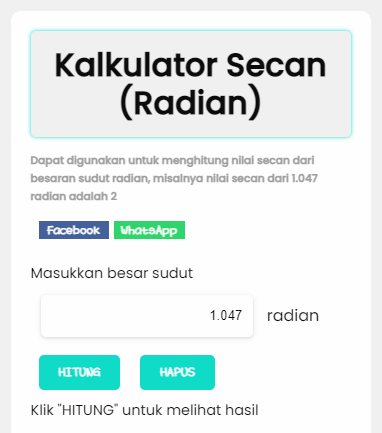 Kalkulator Secan
(Radian)
Dapat digunakan untuk menghitung nilai secan dari
besaran sudut radian, misalnya nilai secan dari 1.047
radian adalah 2
Facebook WhatsApp
Masukkan besar sudut
1.047 radian
HITUNG HAPUS
Klik "HITUNG" untuk melihat hasil